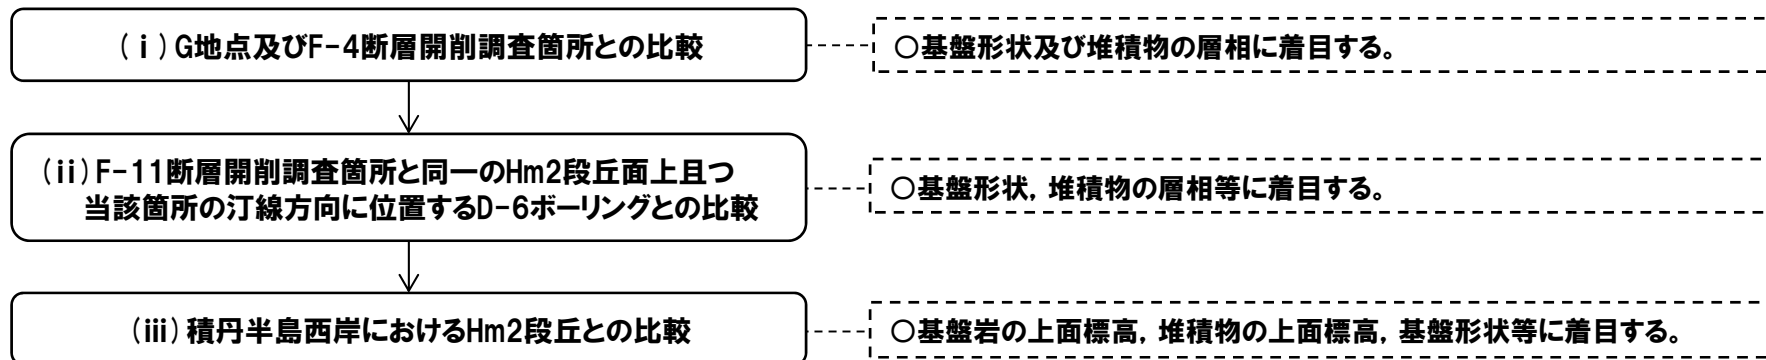 (ⅰ)G地点及びF-4断層開削調査箇所との比較
○基盤形状及び堆積物の層相に着目する。
(ⅱ)F-11断層開削調査箇所と同一のHm2段丘面上且つ
当該箇所の汀線方向に位置するD-6ボーリングとの比較
○基盤形状,堆積物の層相等に着目する。
(ⅲ)積丹半島西岸におけるHm2段丘との比較
○基盤岩の上面標高,堆積物の上面標高,基盤形状等に着目する。